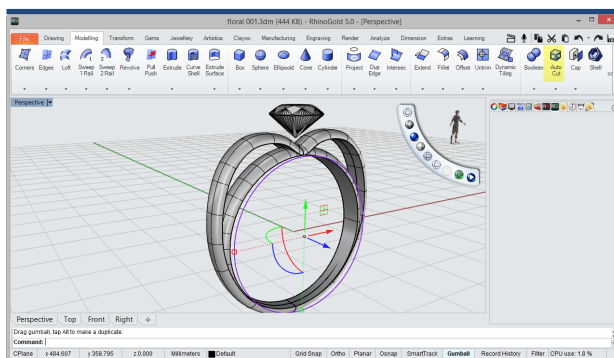 floral 001.3dm (444 KB) - RhinoGold 5.0 - [Perspective]
File Drawing Modelling Transform Gems Jewellery Artistics Clayoo Manufacturing Engraving Render Analyze Dimension Extras Learning
Corners Edges Loft Sweep 1 Rail Sweep 2 Rail Revolve Pull Push Extrude Curve Shell Extrude Surface Box Sphere Ellipsoid Cone Cylinder Project Dup Edge Intersec Extend Fillet Offset Untrim Dynamic Tiling Boolean Auto Cut Cap Shell
Perspective
Perspective Top Front Right
Drag gumball, tap Alt to make a duplicate:
Command:
CPlane x 484.607 y 358.795 z 0.000 Millimeters Default Grid Snap Ortho Planar Osnap SmartTrack Gumball Record History Filter CPU use: 1.8 %